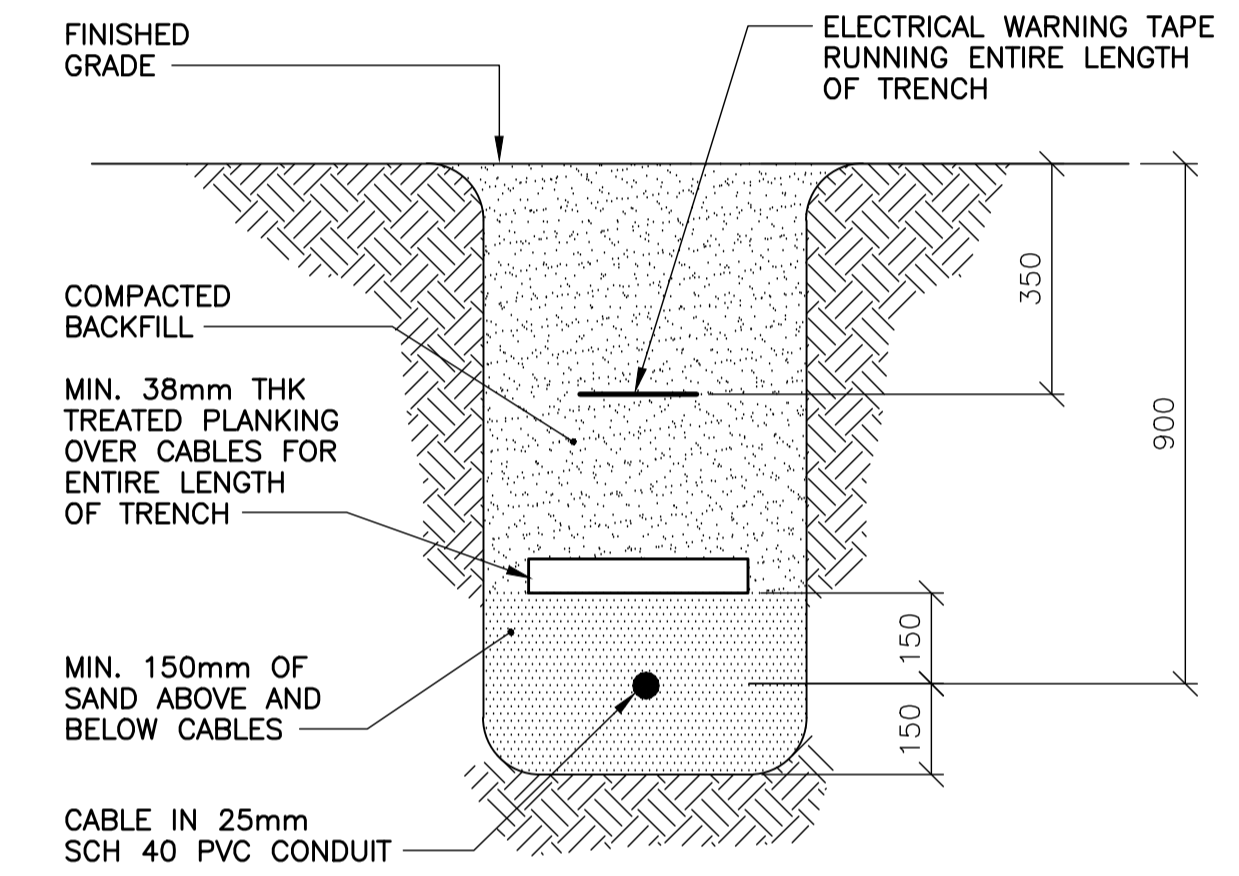 FINISHED
GRADE
ELECTRICAL WARNING TAPE
RUNNING ENTIRE LENGTH
OF TRENCH
350
900
COMPACTED
BACKFILL
MIN. 38mm THK
TREATED PLANKING
OVER CABLES FOR
ENTIRE LENGTH
OF TRENCH
150
150
MIN. 150mm OF
SAND ABOVE AND
BELOW CABLES
CABLE IN 25mm
SCH 40 PVC CONDUIT